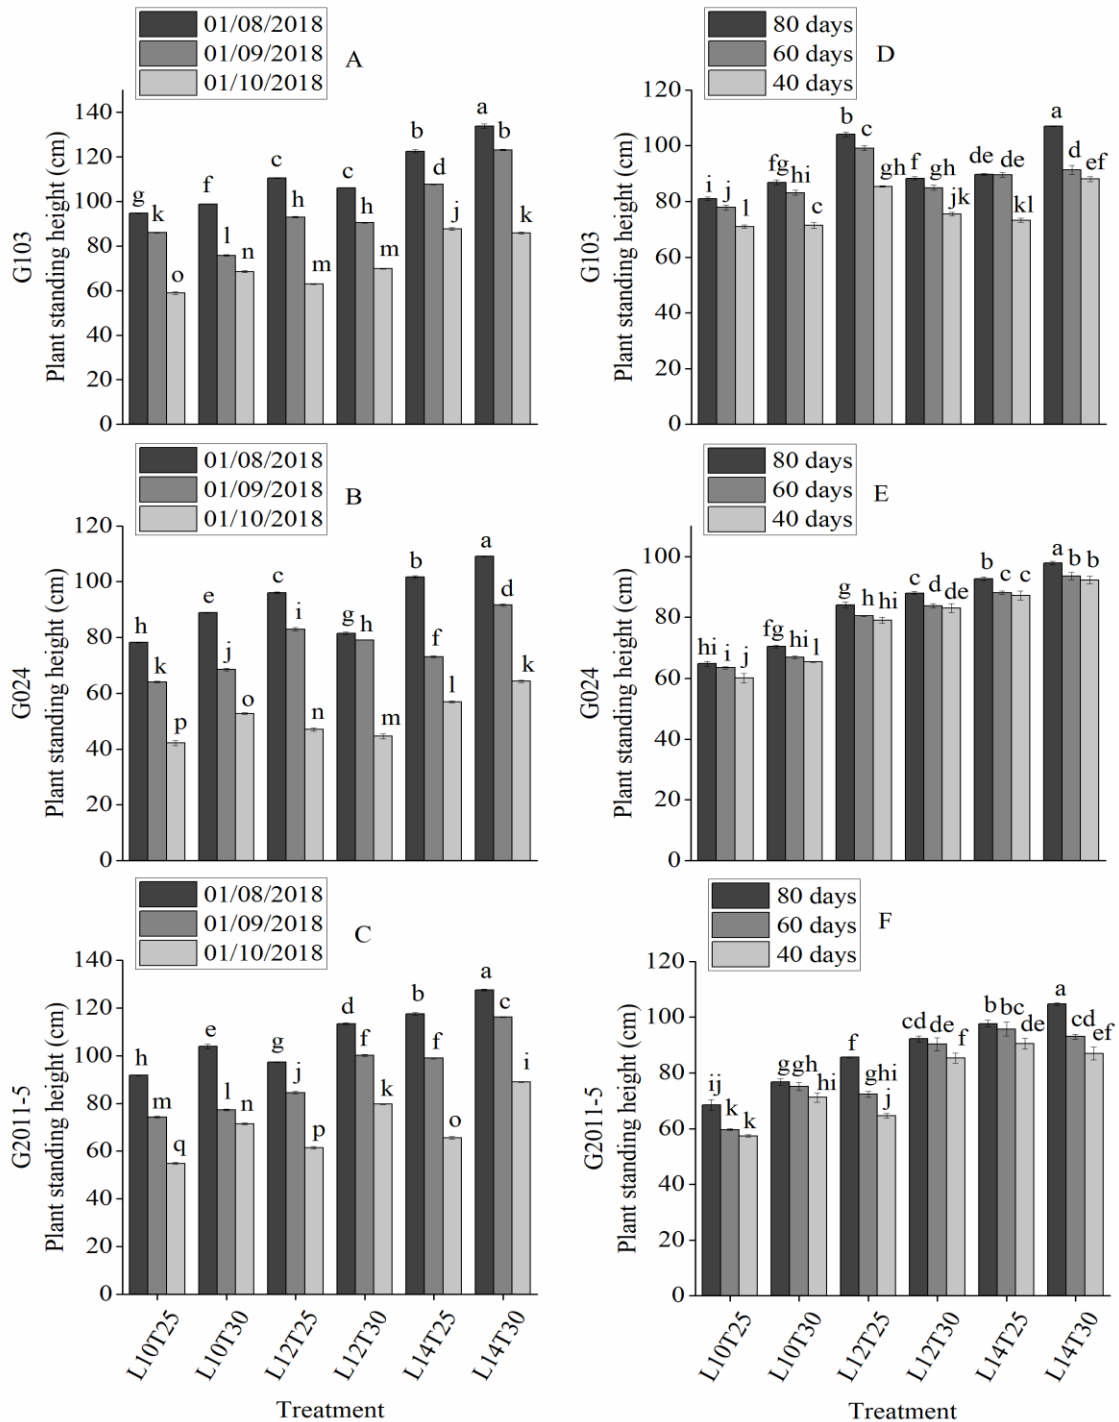 01/08/2018
01/09/2018
01/10/2018
A
G103
Plant standing height (cm)
140
120
100
80
60
40
20
0
g k o
f l n
c h m
c h m
b d j
a b k
80 days
60 days
40 days
D
G103
Plant standing height (cm)
120
100
80
60
40
20
0
i j l
fg hi c
b c gh
f gh jk
de de kl
a d ef
01/08/2018
01/09/2018
01/10/2018
B
G024
Plant standing height (cm)
120
100
80
60
40
20
0
h k p
e j o
c i n
g h m
b f l
a d k
80 days
60 days
40 days
E
G024
Plant standing height (cm)
100
80
60
40
20
0
hi i j
fg hi l
g h hi
c d de
b c c
a b b
01/08/2018
01/09/2018
01/10/2018
C
G2011-5
Plant standing height (cm)
140
120
100
80
60
40
20
0
h m q
e l n
g j p
d f k
b f o
a c i
L10T25
L10T30
L12T25
L12T30
L14T25
L14T30
Treatment
80 days
60 days
40 days
F
G2011-5
Plant standing height (cm)
120
100
80
60
40
20
0
ij k k
g gh hi
f ghi j
cd de f
b bc de
a cd ef
L10T25
L10T30
L12T25
L12T30
L14T25
L14T30
Treatment